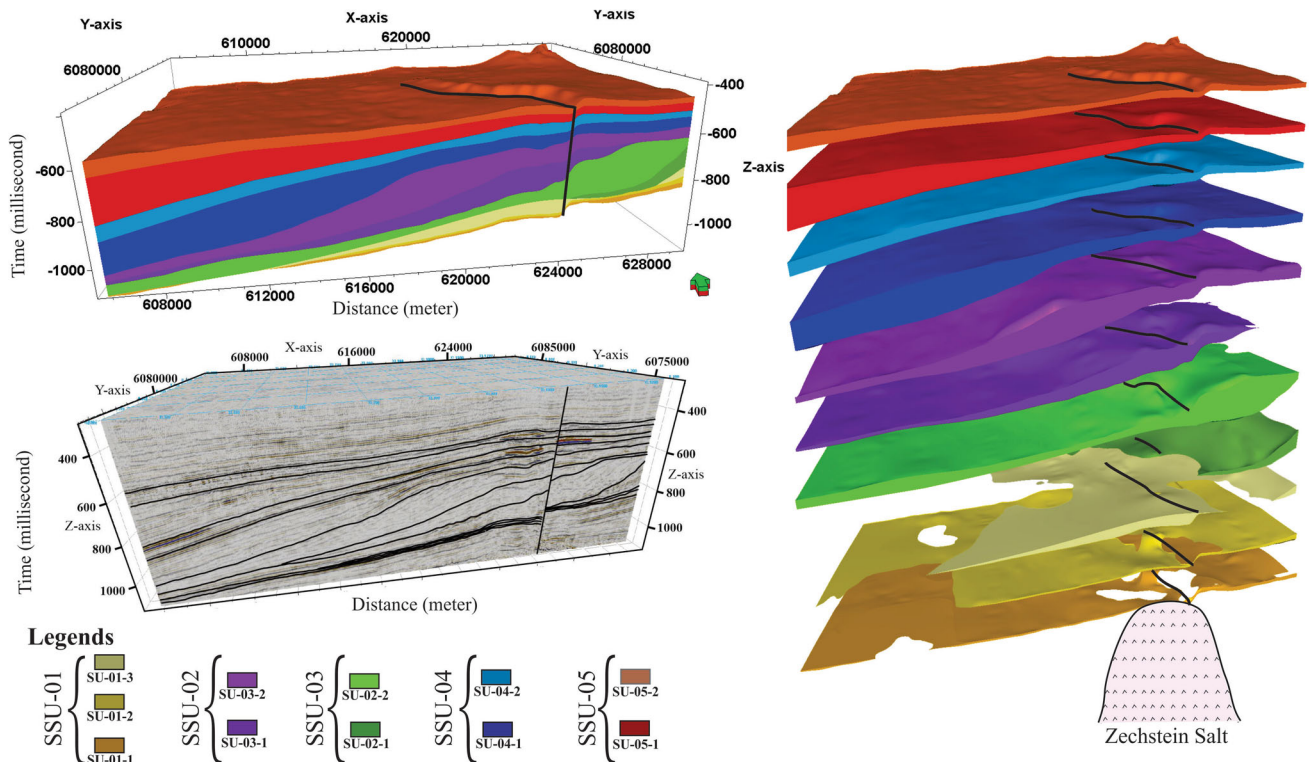 Y-axis
X-axis
Y-axis
610000
620000
6080000
6080000
-400
-600
-800
-1000
Z-axis
Time (millisecond)
-600
-800
-1000
608000
612000
616000
620000
624000
628000
Distance (meter)
X-axis
Y-axis
608000
616000
624000
6085000
6075000
Y-axis
6080000
400
600
Z-axis
800
1000
Time (millisecond)
400
600
Z-axis
800
1000
Distance (meter)
Legends
SSU-01
SU-01-3
SU-01-2
SU-01-1
SSU-02
SU-03-2
SU-03-1
SSU-03
SU-02-2
SU-02-1
SSU-04
SU-04-2
SU-04-1
SSU-05
SU-05-2
SU-05-1
Zechstein Salt